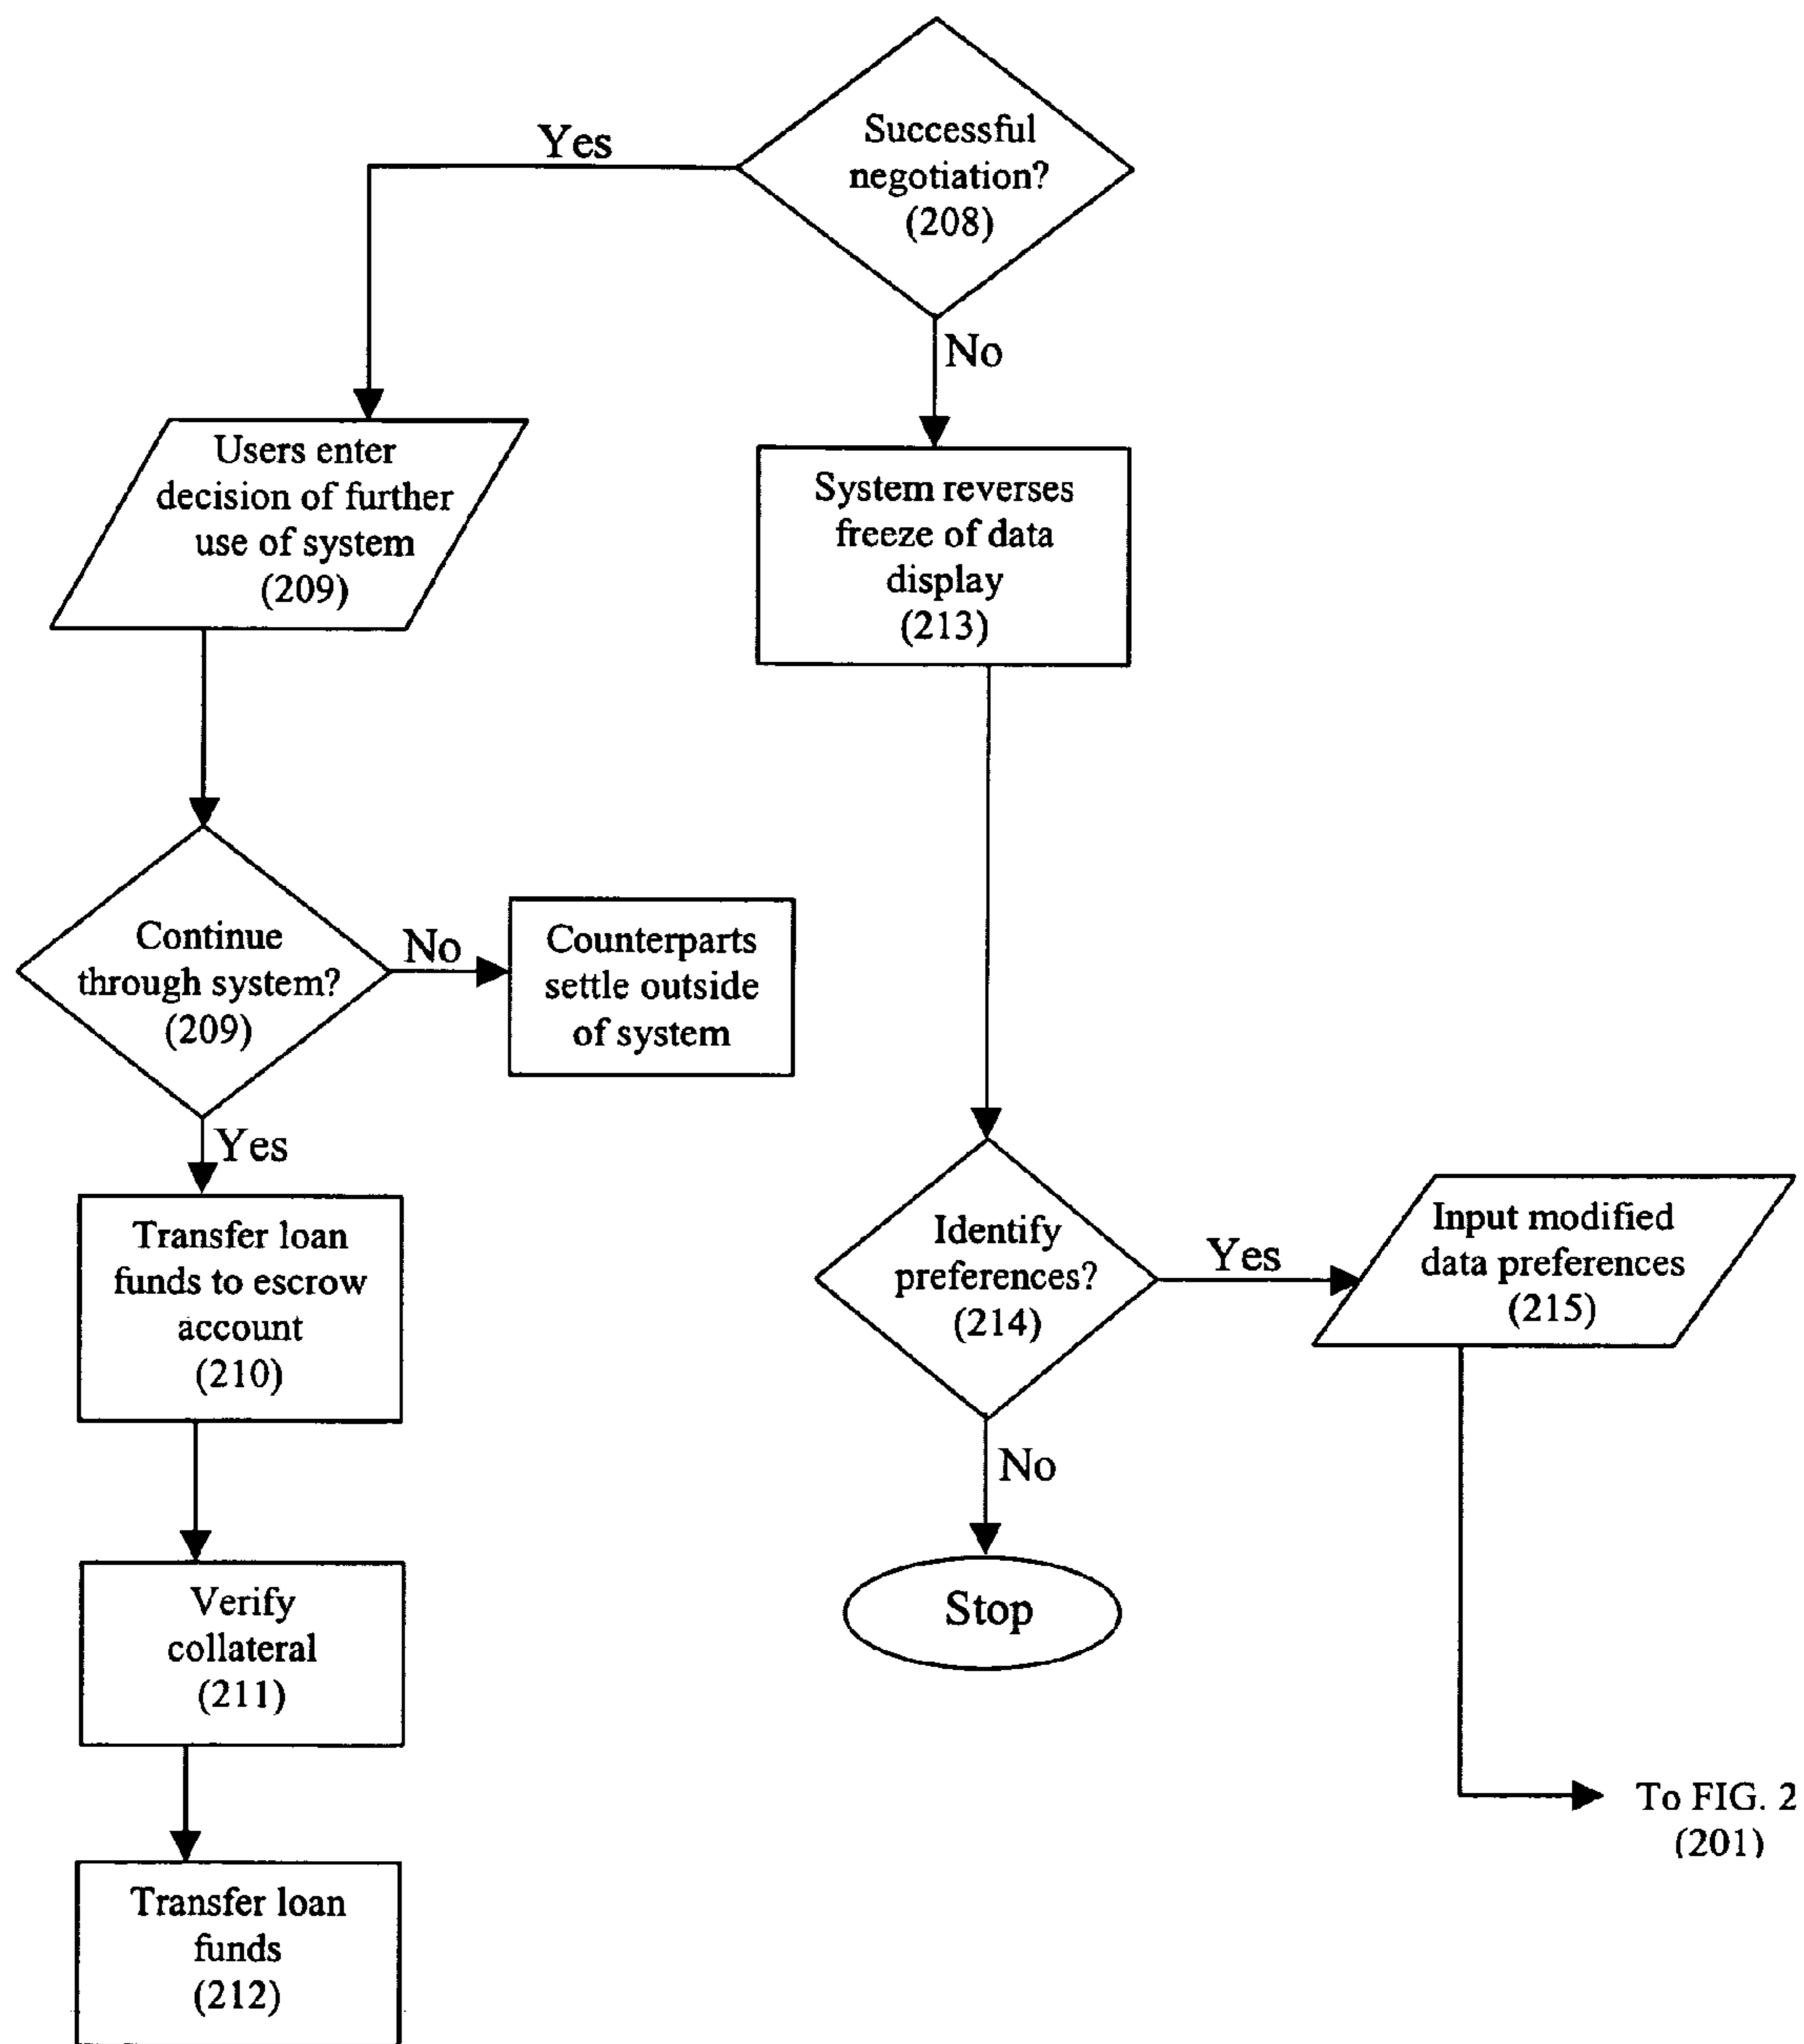 Successful
negotiation?
(208)
Yes
No
Users enter
decision of further
use of system
(209)
System reverses
freeze of data
display
(213)
Continue
through system?
(209)
No
Counterparts
settle outside
of system
Yes
Transfer loan
funds to escrow
account
(210)
Identify
preferences?
(214)
Yes
Input modified
data preferences
(215)
No
Stop
Verify
collateral
(211)
To FIG. 2
(201)
Transfer loan
funds
(212)